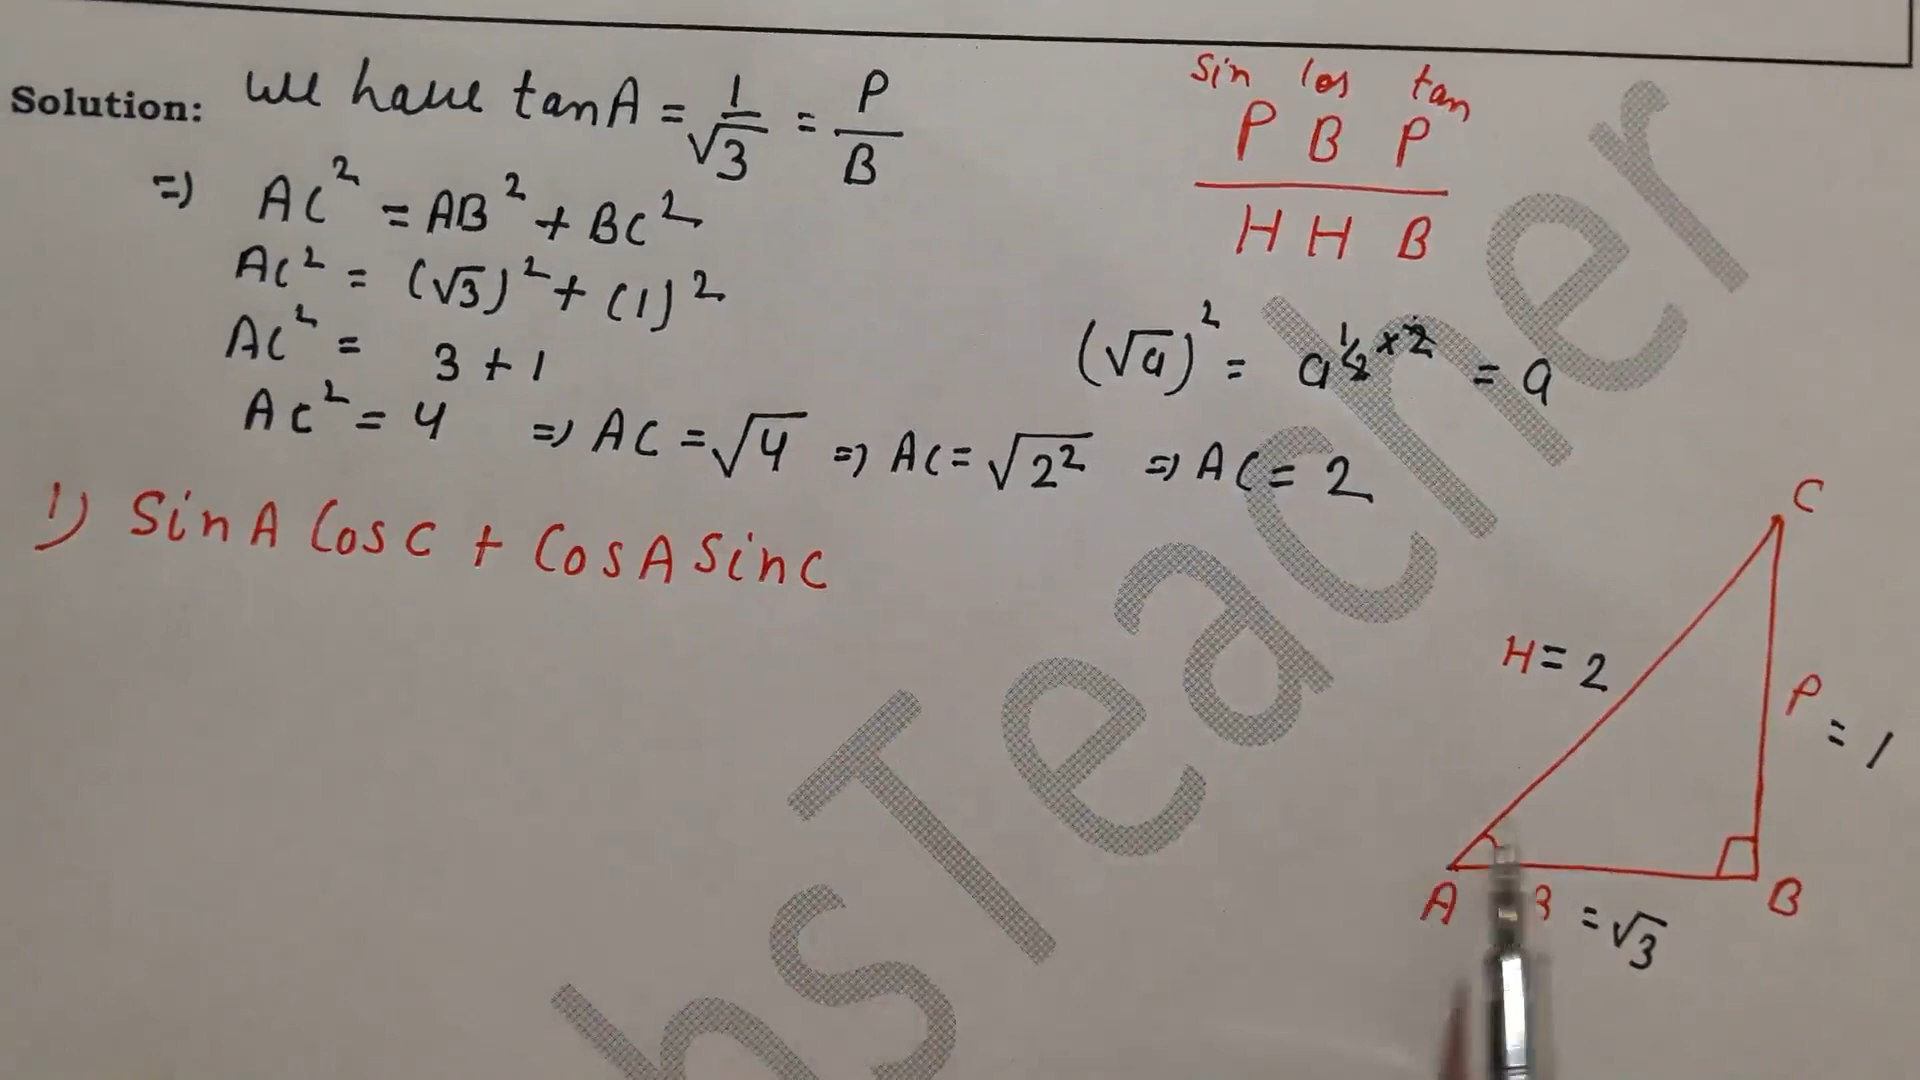 Solution: we have tanA = 1/√3 = P/B
=) AC² = AB² + BC²
AC² = (√3)² + (1)²
AC² = 3 + 1
AC² = 4 =) AC = √4 =) AC = √2² =) AC = 2
1) SinA CosC + CosA SinC
Sin Cos tan
P B P
H H B
(√a)² = a^½×2 = a
C
H = 2
P = 1
A B
B = √3
hsTeacher